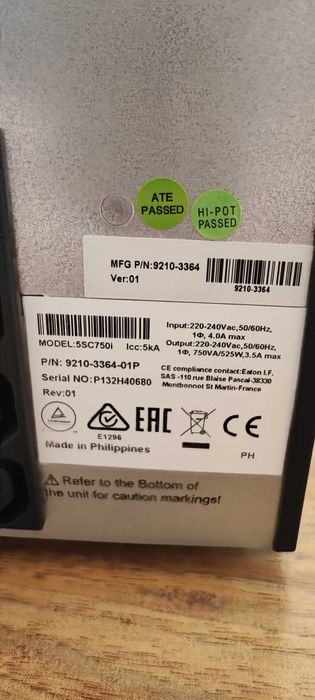 ATE
PASSED
HI-POT
PASSED
MFG P/N:9210-3364
Ver:01
9210-3364
MODEL:5SC750i Icc:5kA
P/N: 9210-3364-01P
Serial NO:P132H40680
Rev:01
Input:220-240Vac,50/60Hz,
1Φ, 4.0A max
Output:220-240Vac,50/60Hz,
1Φ, 750VA/525W,3.5A max
CE compliance contact:Eaton I.F.
SAS -110 rue Blaise Pascal-38330
Montbonnot St Martin-France
E1296
EAC
CE
Made in Philippines
PH
Refer to the Bottom of
the unit for caution markings!